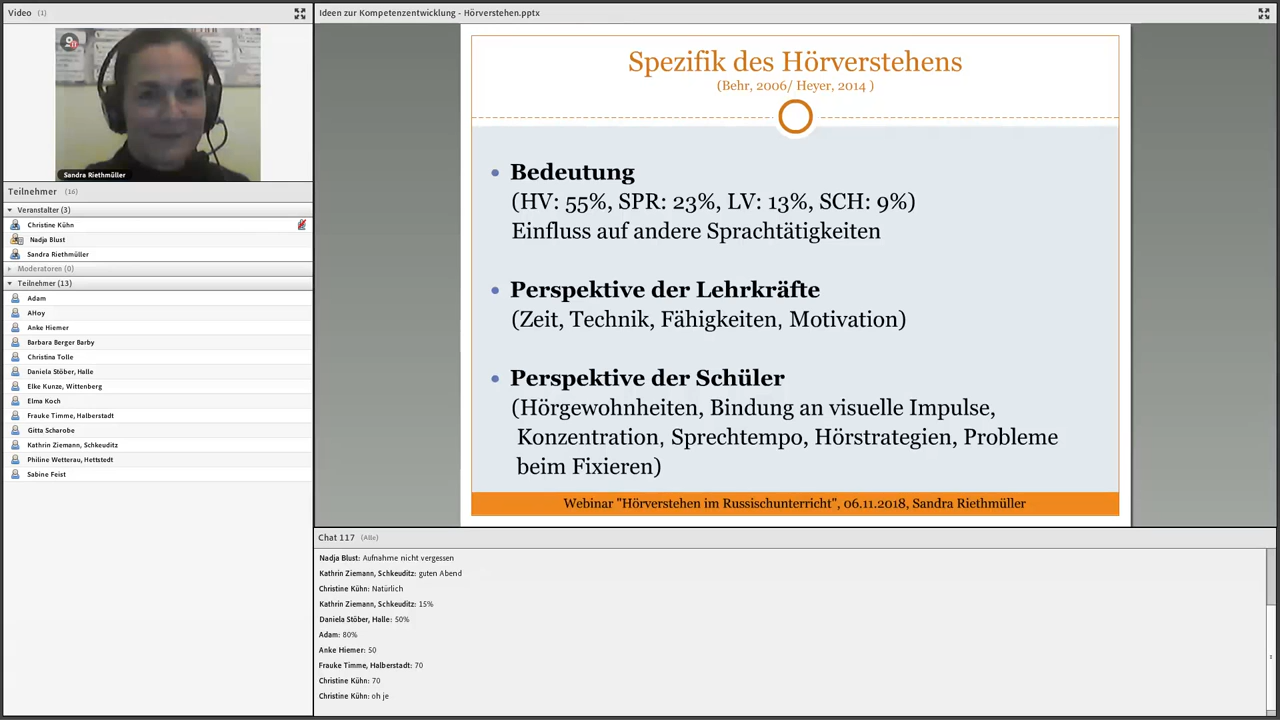 Video (1)
Sandra Riethmüller
Teilnehmer (16)
Veranstalter (3)
Christine Kühn
Nadja Blust
Sandra Riethmüller
Moderatoren (0)
Teilnehmer (13)
Adam
AHoy
Anke Hiemer
Barbara Berger Barby
Christina Tolle
Daniela Stöber, Halle
Elke Kunze, Wittenberg
Elma Koch
Frauke Timme, Halberstadt
Gitta Scharobe
Kathrin Ziemann, Schkeuditz
Philine Wetterau, Hettstedt
Sabine Feist
Ideen zur Kompetenzentwicklung - Hörverstehen.pptx
Spezifik des Hörverstehens
(Behr, 2006/ Heyer, 2014 )
• Bedeutung
(HV: 55%, SPR: 23%, LV: 13%, SCH: 9%)
Einfluss auf andere Sprachtätigkeiten
• Perspektive der Lehrkräfte
(Zeit, Technik, Fähigkeiten, Motivation)
• Perspektive der Schüler
(Hörgewohnheiten, Bindung an visuelle Impulse,
Konzentration, Sprechtempo, Hörstrategien, Probleme
beim Fixieren)
Webinar "Hörverstehen im Russischunterricht", 06.11.2018, Sandra Riethmüller
Chat 117 (Alle)
Nadja Blust: Aufnahme nicht vergessen
Kathrin Ziemann, Schkeuditz: guten Abend
Christine Kühn: Natürlich
Kathrin Ziemann, Schkeuditz: 15%
Daniela Stöber, Halle: 50%
Adam: 80%
Anke Hiemer: 50
Frauke Timme, Halberstadt: 70
Christine Kühn: 70
Christine Kühn: oh je